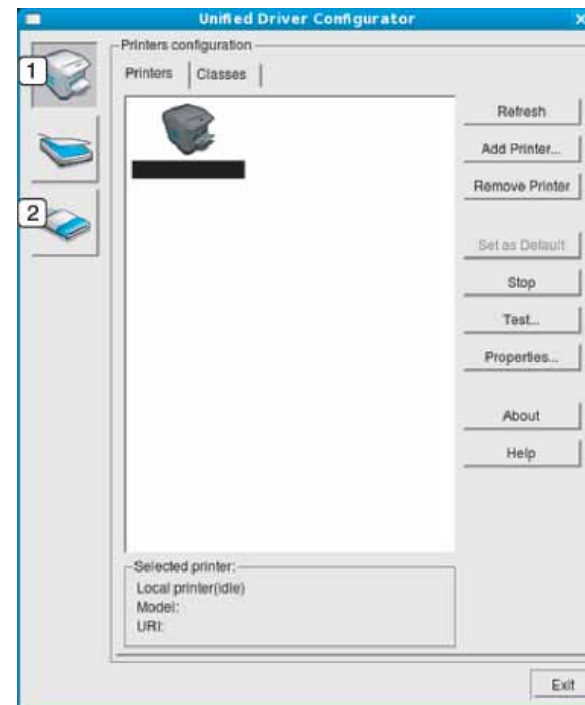 Unified Driver Configurator
1
2
Printers configuration
Printers
Classes
Refresh
Add Printer...
Remove Printer
Set as Default
Stop
Test...
Properties...
About
Help
Selected printer:
Local printer(idle)
Model:
URI:
Exit